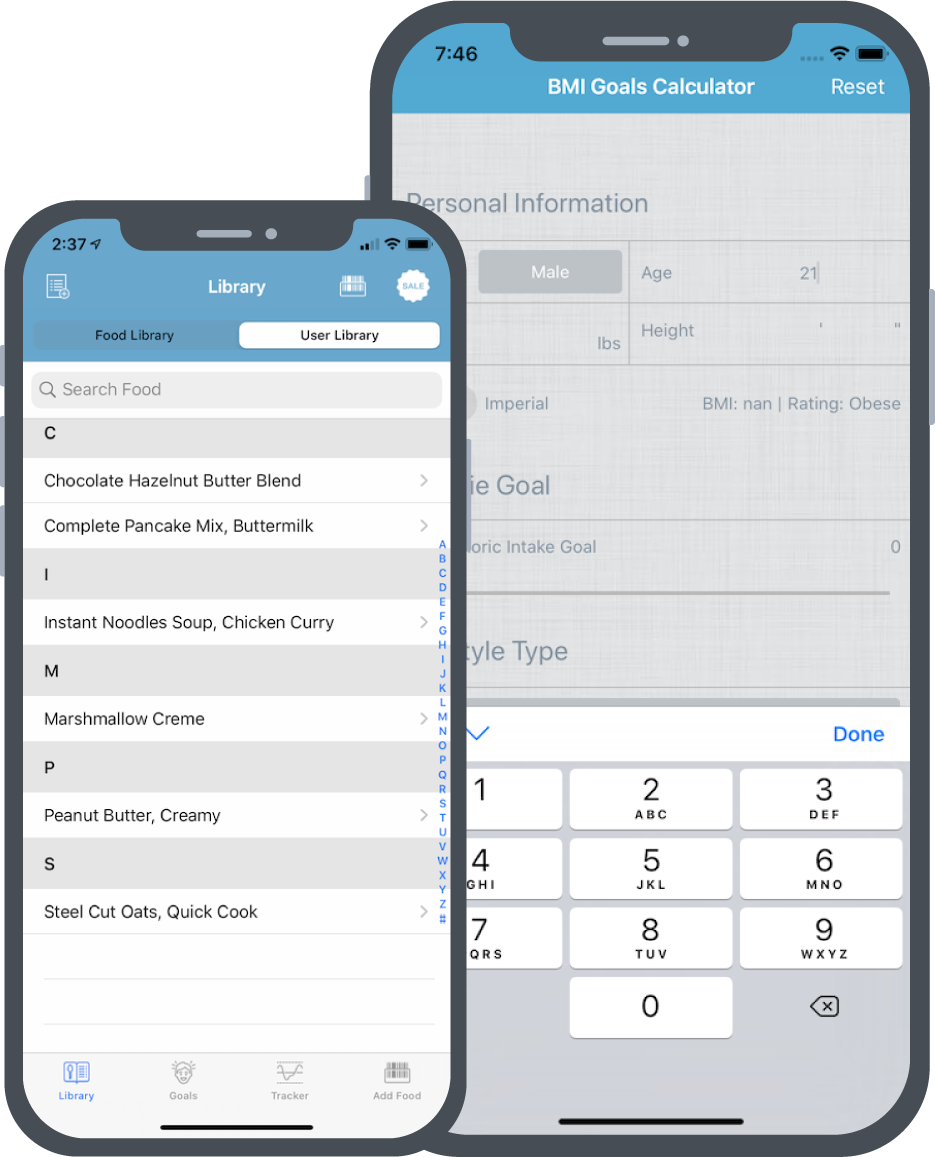 7:46
BMI Goals Calculator Reset
Personal Information
Male Age 21
lbs Height ' "
Imperial BMI: nan | Rating: Obese
Goal
Intake Goal 0
Type
Done
1 2 3
ABC DEF
4 5 6
GHI JKL MNO
7 8 9
QRS TUV WXYZ
0
2:37
Library SALE
Food Library User Library
Search Food
C
Chocolate Hazelnut Butter Blend
Complete Pancake Mix, Buttermilk
I
Instant Noodles Soup, Chicken Curry
M
Marshmallow Creme
P
Peanut Butter, Creamy
S
Steel Cut Oats, Quick Cook
A
B
C
D
E
F
G
H
I
J
K
L
M
N
O
P
Q
R
S
T
U
V
W
X
Y
Z
#
Library Goals Tracker Add Food